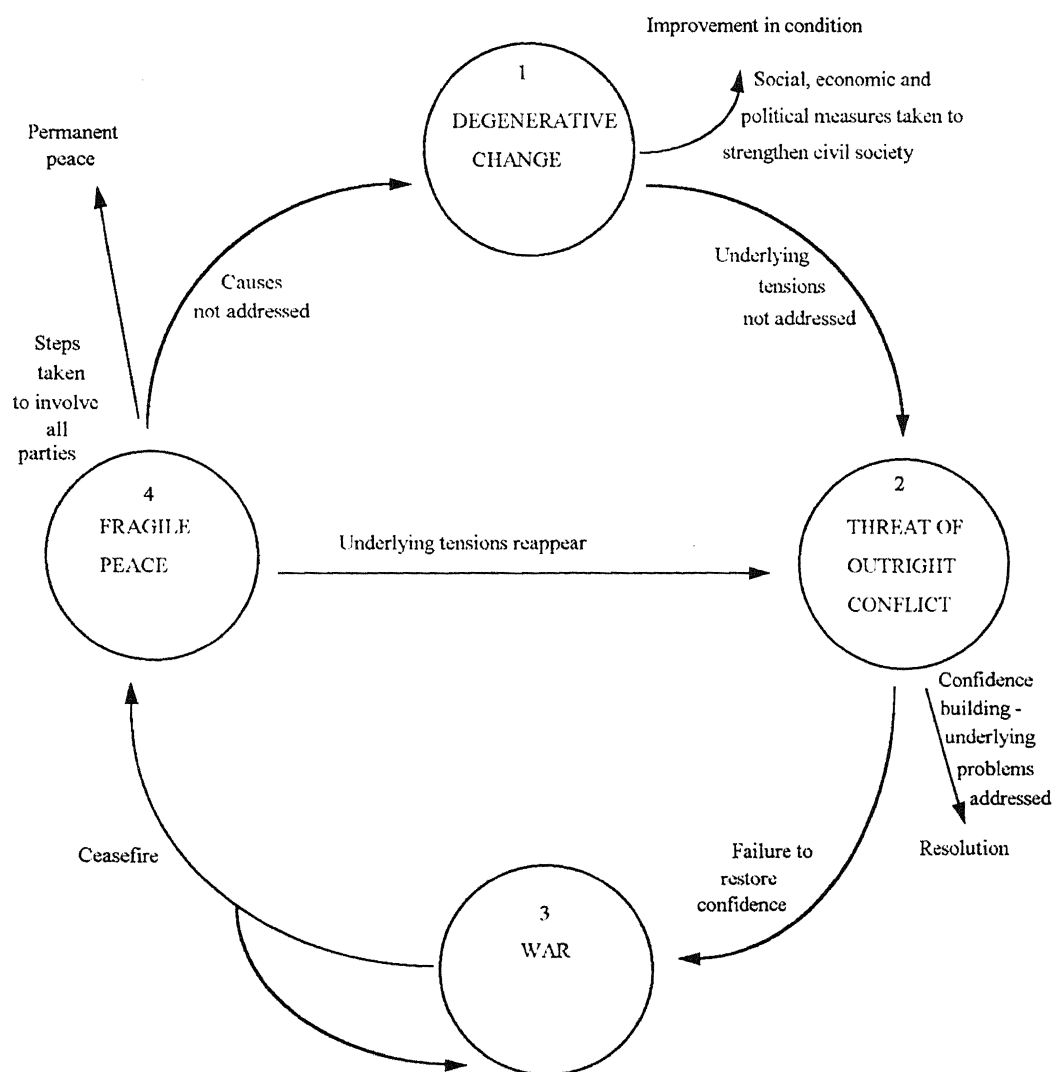 Improvement in condition
1
DEGENERATIVE
CHANGE
Social, economic and
political measures taken to
strengthen civil society
Permanent
peace
Causes
not addressed
Underlying
tensions
not addressed
Steps
taken
to involve
all
parties
4
FRAGILE
PEACE
Underlying tensions reappear
2
THREAT OF
OUTRIGHT
CONFLICT
Confidence
building -
underlying
problems
addressed
Resolution
Ceasefire
Failure to
restore
confidence
3
WAR